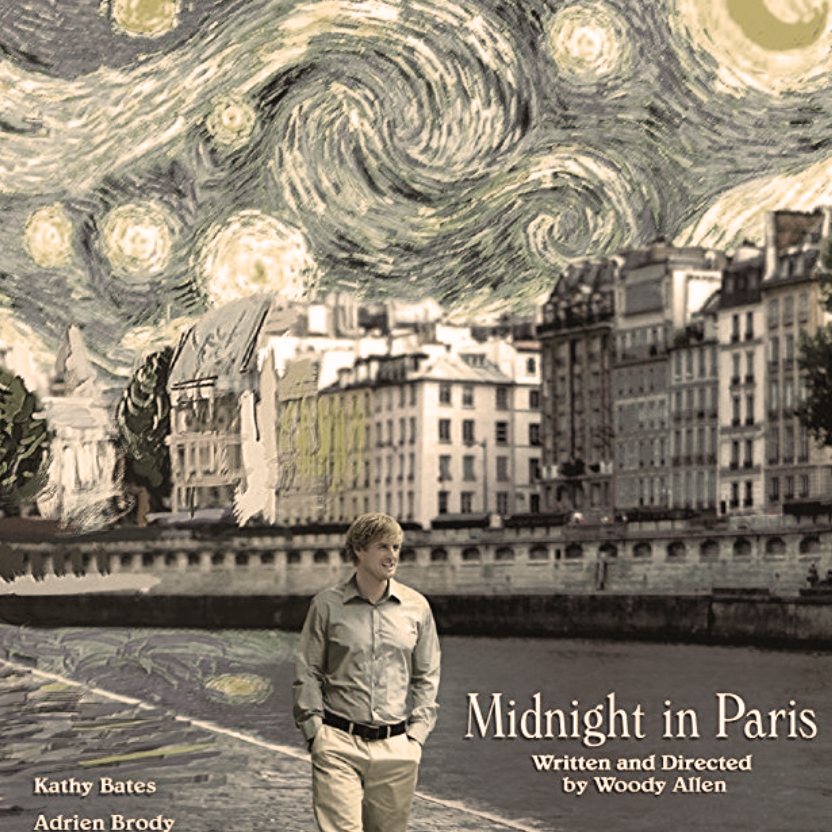 Midnight in Paris
Written and Directed
by Woody Allen
Kathy Bates
Adrien Brody